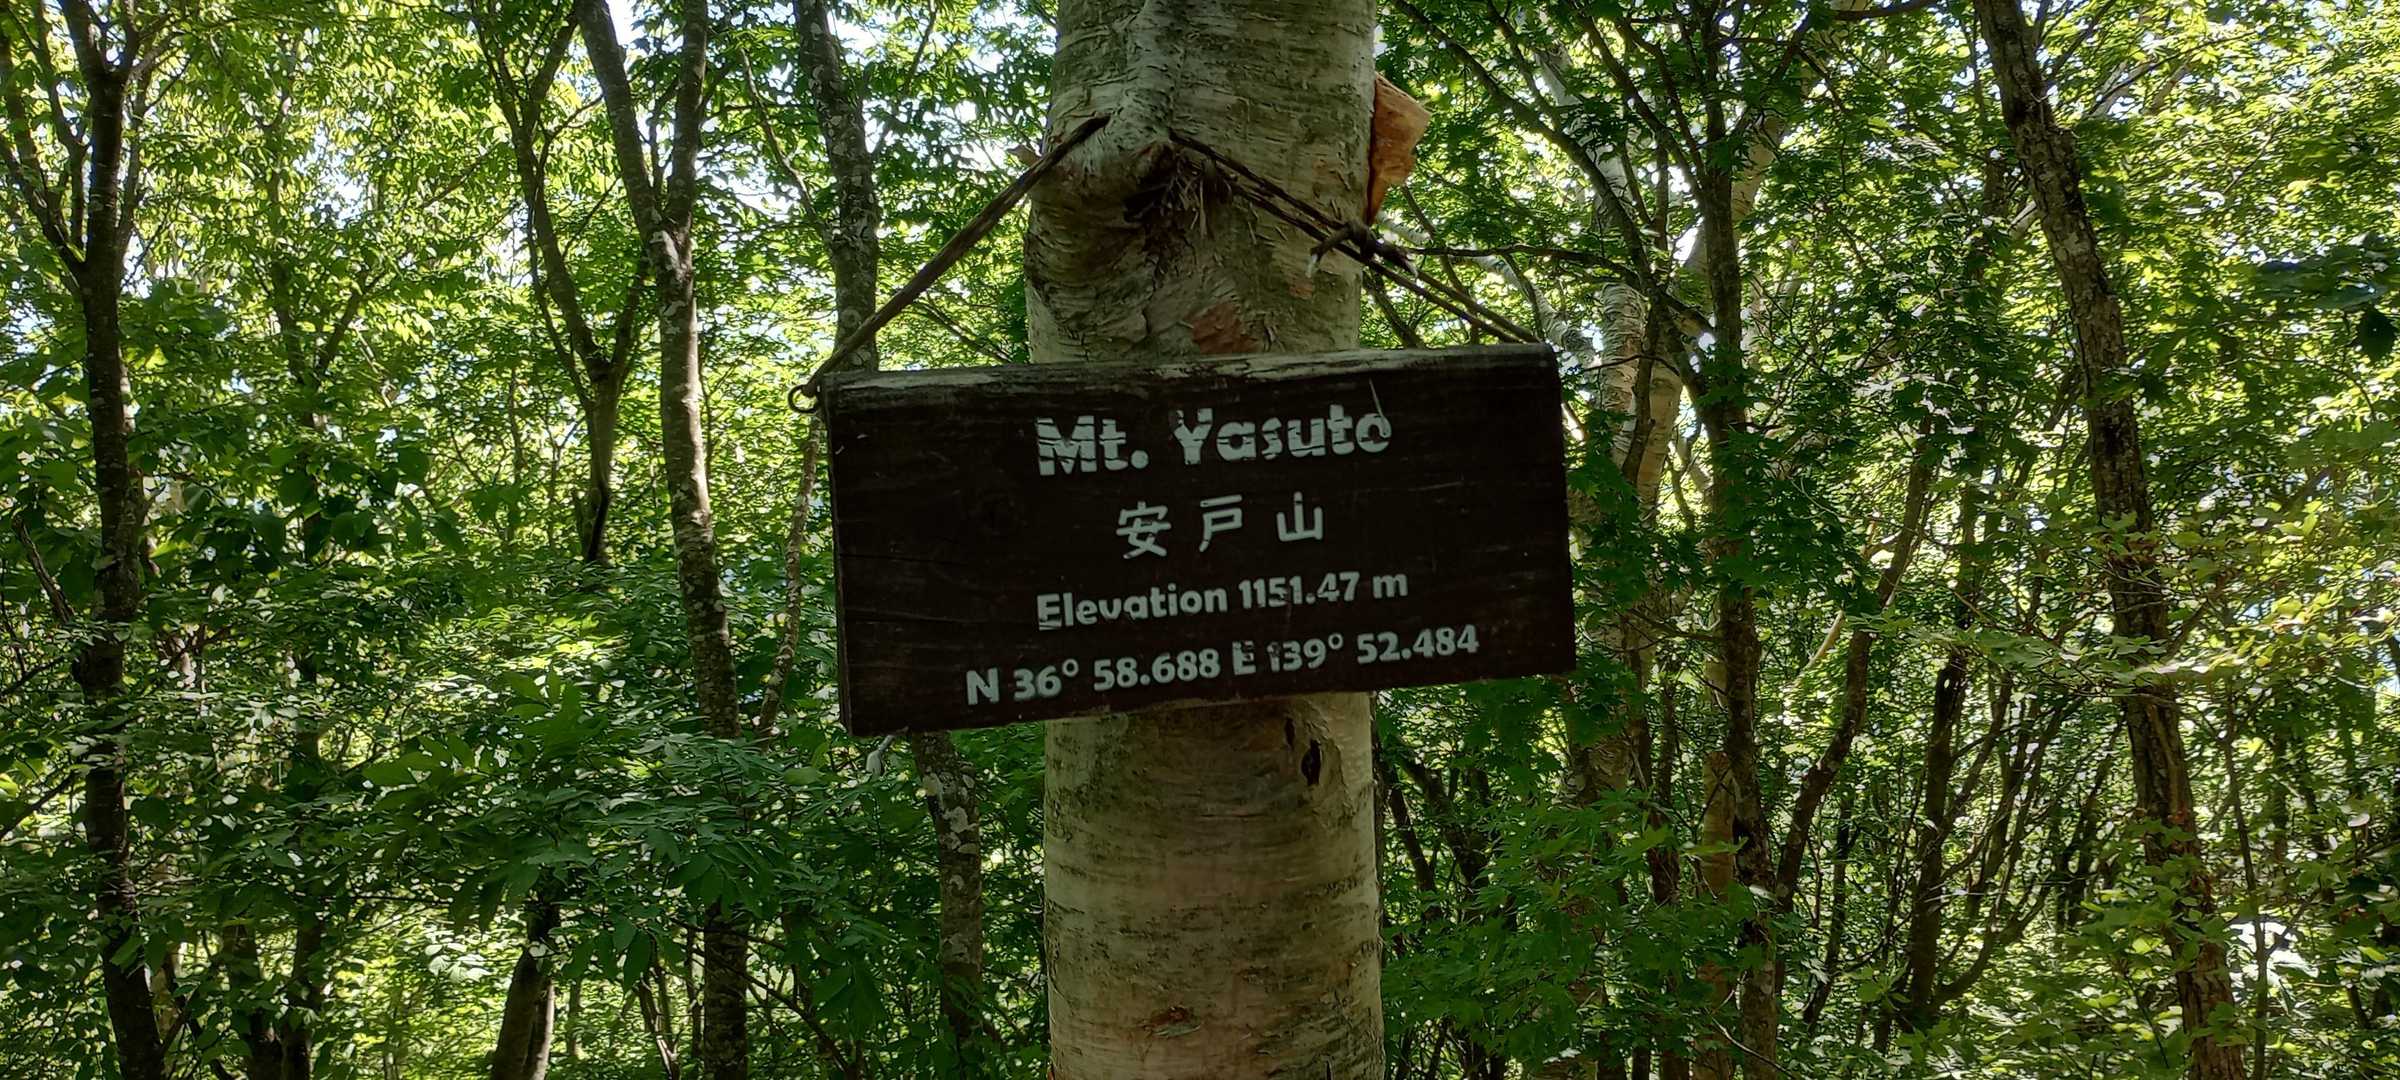 Mt. Yasuto
安戸山
Elevation 1151.47 m
N 36° 58.688 E 139° 52.484